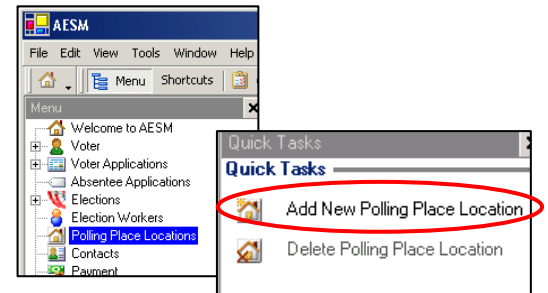 AESM
File Edit View Tools Window Help
Menu Shortcuts
Menu
Welcome to AESM
Voter
Voter Applications
Absentee Applications
Elections
Election Workers
Polling Place Locations
Contacts
Payment
Quick Tasks
Quick Tasks
Add New Polling Place Location
Delete Polling Place Location